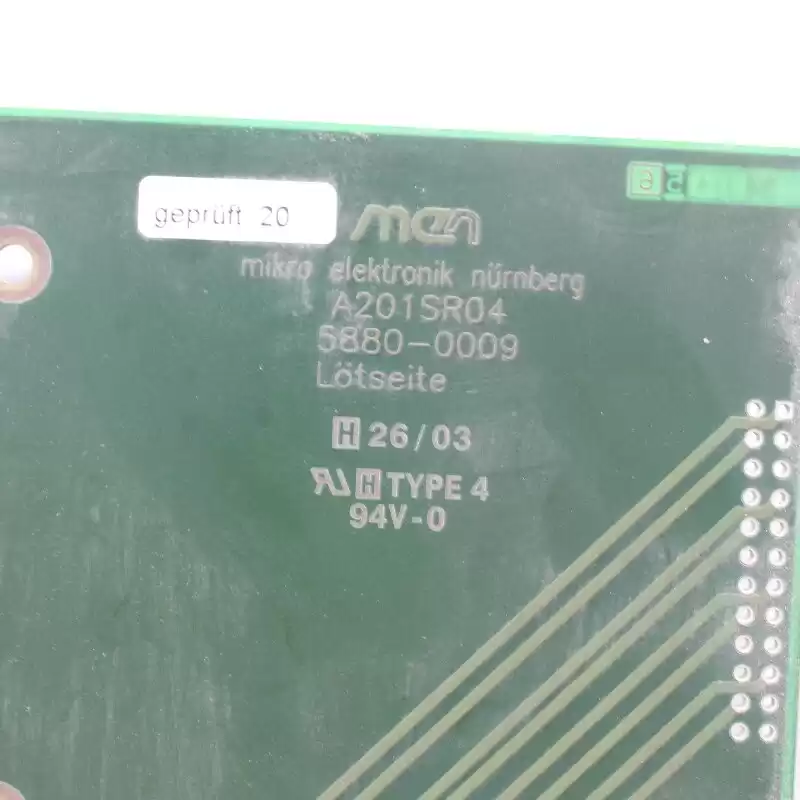 geprüft 20
men
mikro elektronik nürnberg
A201SR04
5880-0009
Lötseite
H 26/03
H TYPE 4
94V-0